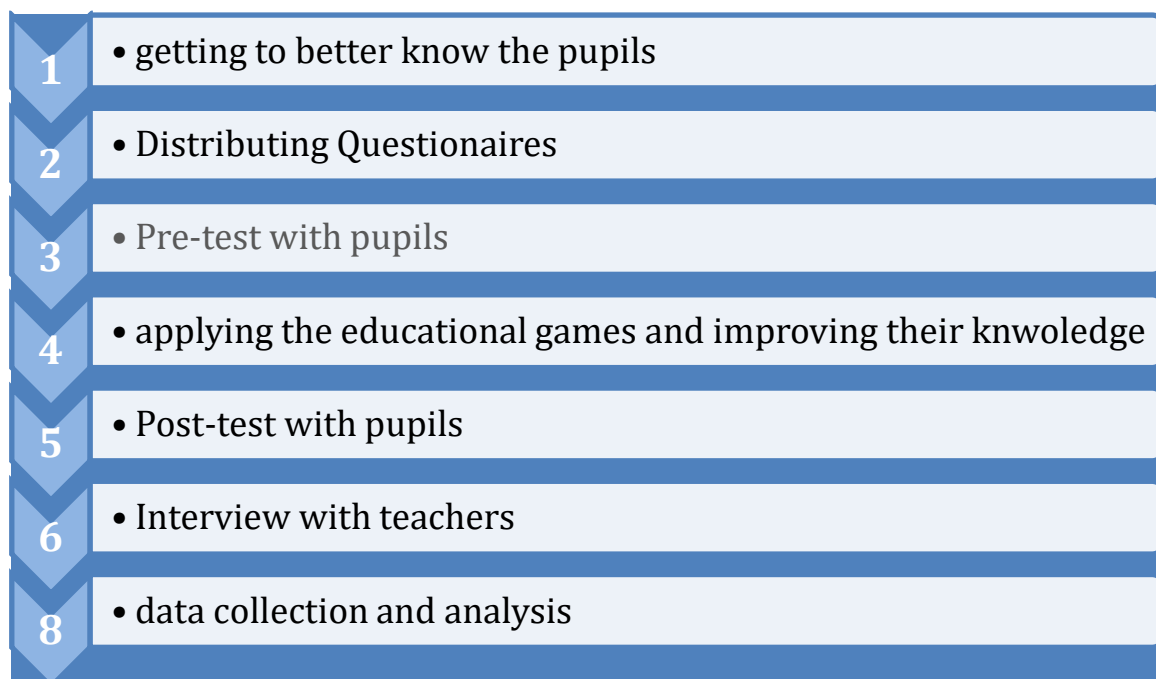 1 • getting to better know the pupils
2 • Distributing Questionaires
3 • Pre-test with pupils
4 • applying the educational games and improving their knwoledge
5 • Post-test with pupils
6 • Interview with teachers
8 • data collection and analysis